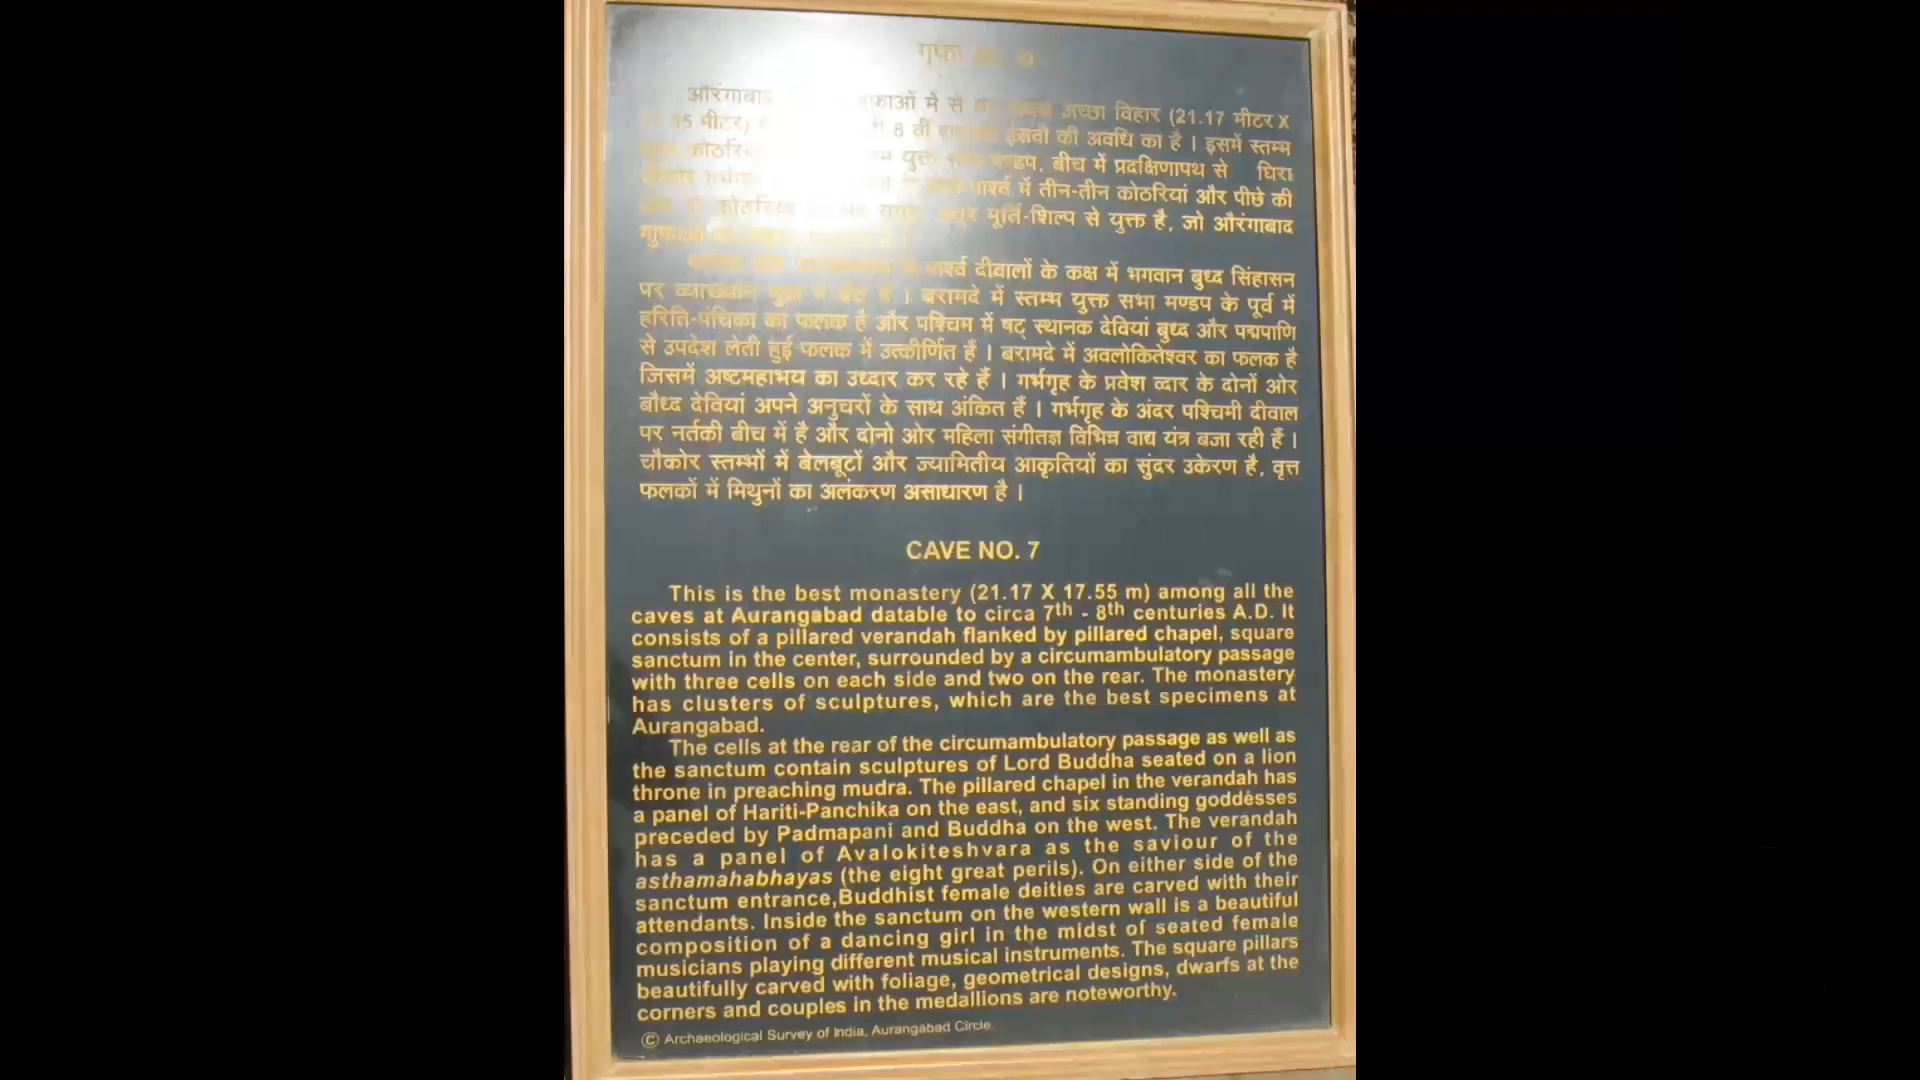 गुफा
औरंगाबाद में से अच्छा विहार (21.17 मीटर X
मीटर) 8 वीं ईसवी की अवधि का है । इसमें स्तम्भ
युक्त बीच में प्रदक्षिणापथ से घिरा
पार्श्व में तीन-तीन कोठरियां और पीछे की
मूर्ति-शिल्प से युक्त है, जो औरंगाबाद
पार्श्व दीवालों के कक्ष में भगवान बुध्द सिंहासन
पर व्याख्यान हैं । बरामदे में स्तम्भ युक्त सभा मण्डप के पूर्व में
हरिति-पंचिका का फलक है और पश्चिम में षट् स्थानक देवियां बुध्द और पद्मपाणि
से उपदेश लेती हुई फलक में उत्कीर्णित हैं । बरामदे में अवलोकितेश्वर का फलक है
जिसमें अष्टमहाभय का उध्दार कर रहे हैं । गर्भगृह के प्रवेश व्दार के दोनों ओर
बौध्द देवियां अपने अनुचरों के साथ अंकित हैं । गर्भगृह के अंदर पश्चिमी दीवाल
पर नर्तकी बीच में है और दोनो ओर महिला संगीतज्ञ विभिन्न वाद्य यंत्र बजा रही हैं ।
चौकोर स्तम्भों में बेलबूटों और ज्यामितीय आकृतियों का सुंदर उकेरण है, वृत्त
फलकों में मिथुनों का अलंकरण असाधारण है ।
CAVE NO. 7
This is the best monastery (21.17 X 17.55 m) among all the
caves at Aurangabad datable to circa 7th - 8th centuries A.D. It
consists of a pillared verandah flanked by pillared chapel, square
sanctum in the center, surrounded by a circumambulatory passage
with three cells on each side and two on the rear. The monastery
has clusters of sculptures, which are the best specimens at
Aurangabad.
The cells at the rear of the circumambulatory passage as well as
the sanctum contain sculptures of Lord Buddha seated on a lion
throne in preaching mudra. The pillared chapel in the verandah has
a panel of Hariti-Panchika on the east, and six standing goddesses
preceded by Padmapani and Buddha on the west. The verandah
has a panel of Avalokiteshvara as the saviour of the
asthamahabhayas (the eight great perils). On either side of the
sanctum entrance,Buddhist female deities are carved with their
attendants. Inside the sanctum on the western wall is a beautiful
composition of a dancing girl in the midst of seated female
musicians playing different musical instruments. The square pillars
beautifully carved with foliage, geometrical designs, dwarfs at the
corners and couples in the medallions are noteworthy.
© Archaeological Survey of India, Aurangabad Circle